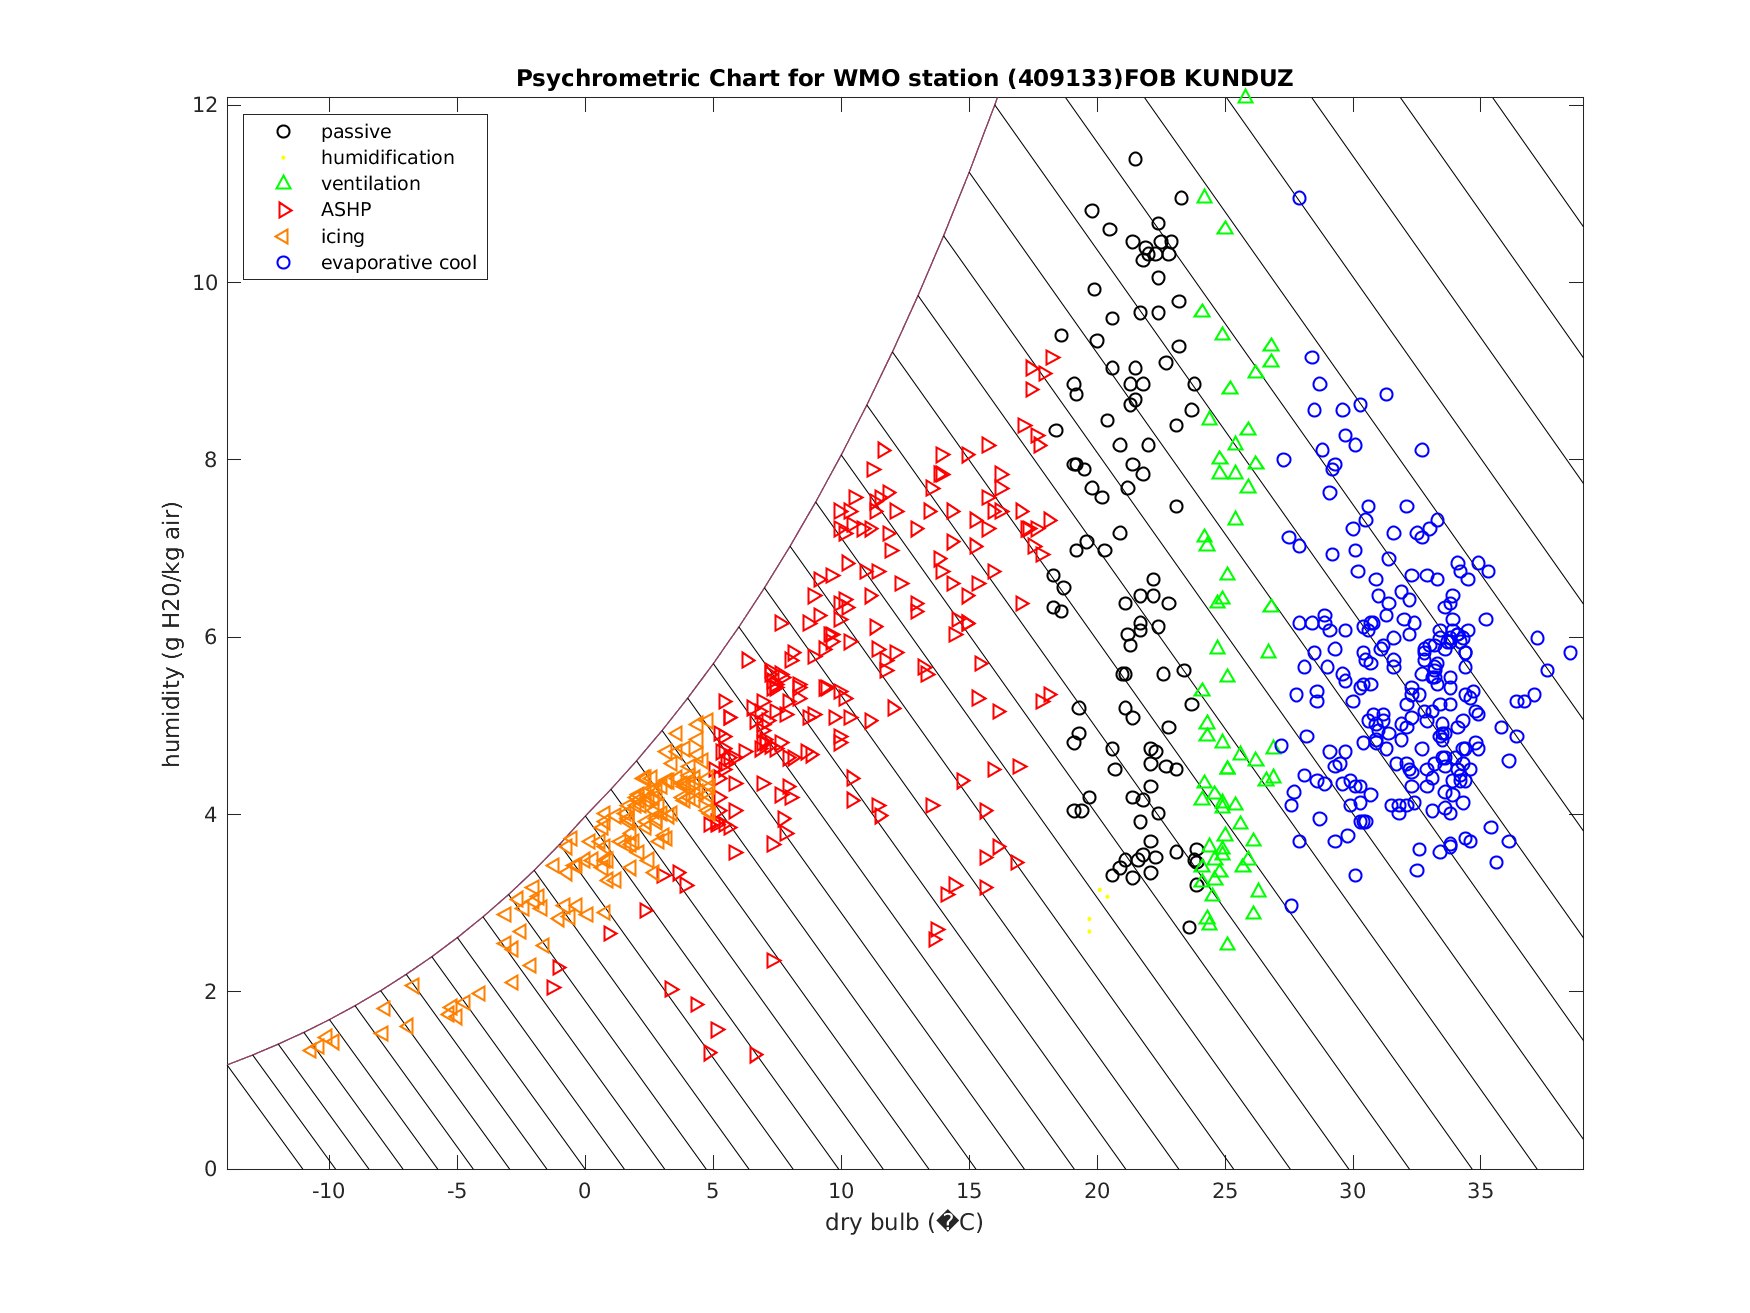 Psychrometric Chart for WMO station (409133)FOB KUNDUZ
passive
humidification
ventilation
ASHP
icing
evaporative cool
12
10
8
6
4
2
0
humidity (g H20/kg air)
-10 -5 0 5 10 15 20 25 30 35
dry bulb (�C)